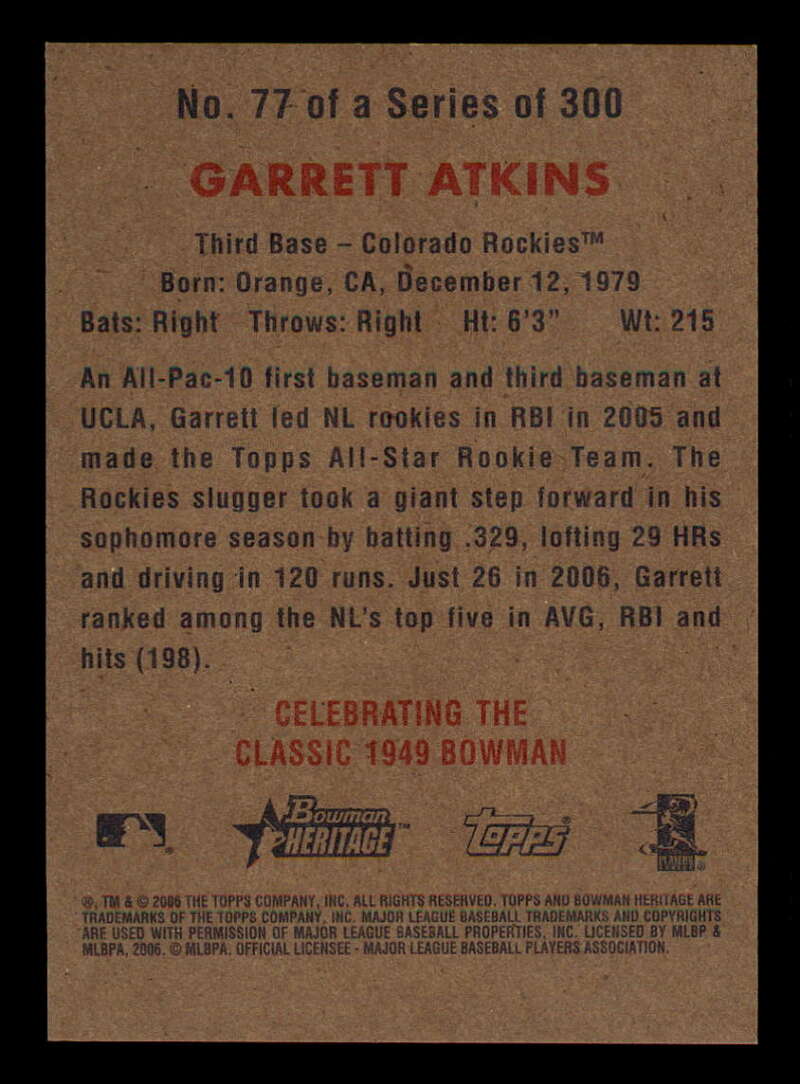 No. 77 of a Series of 300
GARRETT ATKINS
Third Base – Colorado Rockies™
Born: Orange, CA, December 12, 1979
Bats: Right Throws: Right Ht: 6'3" Wt: 215
An All-Pac-10 first baseman and third baseman at
UCLA, Garrett led NL rookies in RBI in 2005 and
made the Topps All-Star Rookie Team. The
Rockies slugger took a giant step forward in his
sophomore season by batting .329, lofting 29 HRs
and driving in 120 runs. Just 26 in 2006, Garrett
ranked among the NL's top five in AVG, RBI and
hits (198).
CELEBRATING THE
CLASSIC 1949 BOWMAN
Bowman HERITAGE™ TOPPS® PLAYERS
®, TM & © 2006 THE TOPPS COMPANY, INC. ALL RIGHTS RESERVED. TOPPS AND BOWMAN HERITAGE ARE
TRADEMARKS OF THE TOPPS COMPANY, INC. MAJOR LEAGUE BASEBALL TRADEMARKS AND COPYRIGHTS
ARE USED WITH PERMISSION OF MAJOR LEAGUE BASEBALL PROPERTIES, INC. LICENSED BY MLBP &
MLBPA, 2006. © MLBPA. OFFICIAL LICENSEE - MAJOR LEAGUE BASEBALL PLAYERS ASSOCIATION.